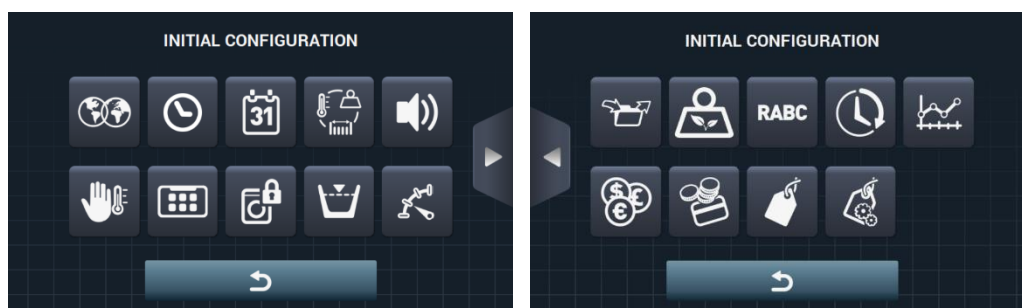 INITIAL CONFIGURATION
31
INITIAL CONFIGURATION
RABC
$ £
€